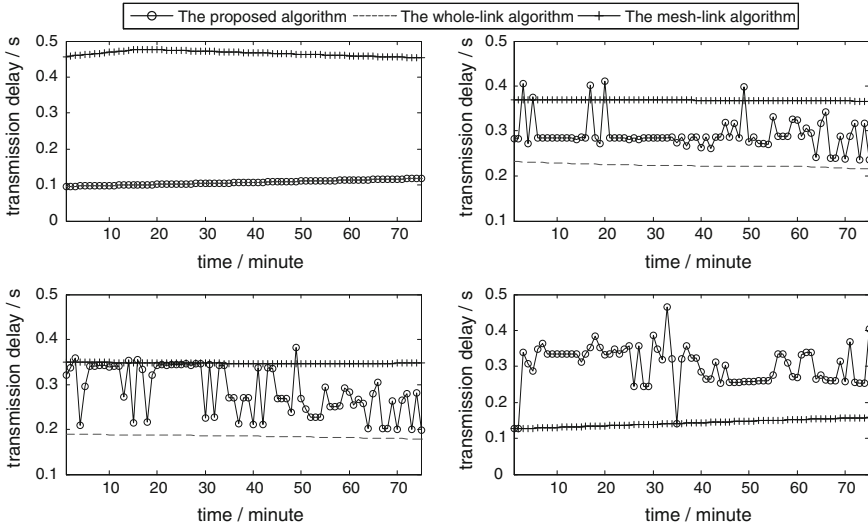 The proposed algorithm The whole-link algorithm The mesh-link algorithm
0.5
0.4
0.3
0.2
0.1
0
10 20 30 40 50 60 70
transmission delay / s
time / minute
0.5
0.4
0.3
0.2
0.1
10 20 30 40 50 60 70
transmission delay / s
time / minute
0.5
0.4
0.3
0.2
0.1
10 20 30 40 50 60 70
transmission delay / s
time / minute
0.5
0.4
0.3
0.2
0.1
0
10 20 30 40 50 60 70
transmission delay / s
time / minute